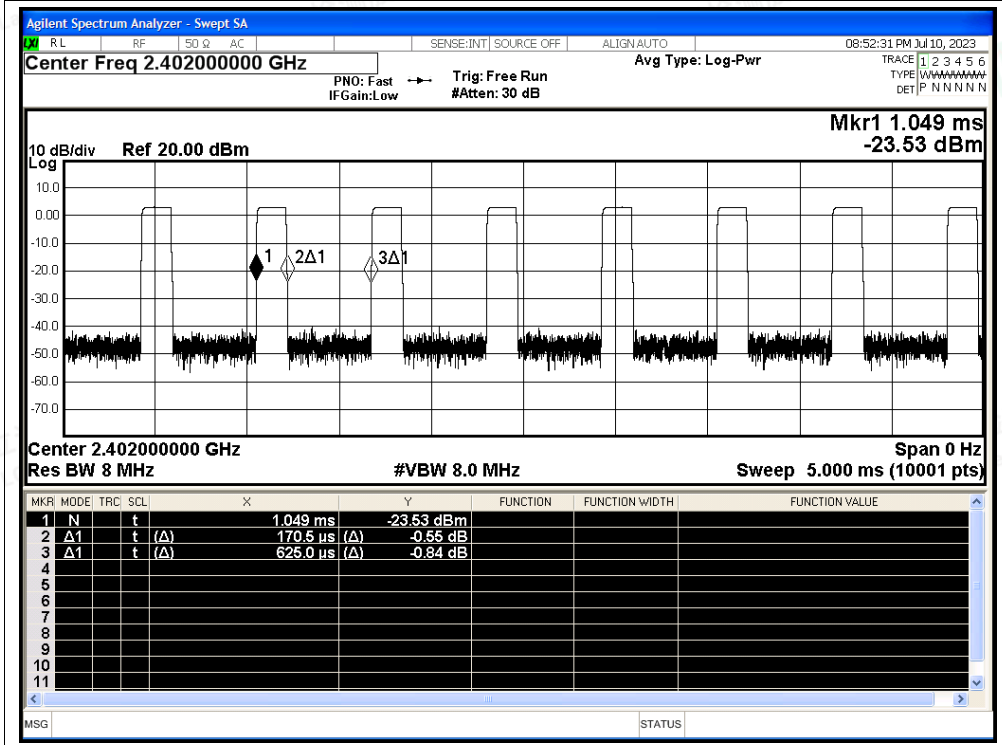 Agilent Spectrum Analyzer - Swept SA
LXI RL RF 50 Ω AC SENSE:INT SOURCE OFF ALIGN AUTO 08:52:31 PM Jul 10, 2023
Center Freq 2.402000000 GHz Avg Type: Log-Pwr TRACE 1 2 3 4 5 6
PNO: Fast Trig: Free Run TYPE
IFGain:Low #Atten: 30 dB DET P N N N N N
Mkr1 1.049 ms
10 dB/div Ref 20.00 dBm -23.53 dBm
Log
10.0
0.00
-10.0
1 2Δ1 3Δ1
-20.0
-30.0
-40.0
-50.0
-60.0
-70.0
Center 2.402000000 GHz Span 0 Hz
Res BW 8 MHz #VBW 8.0 MHz Sweep 5.000 ms (10001 pts)
MKR MODE TRC SCL X Y FUNCTION FUNCTION WIDTH FUNCTION VALUE
1 N t 1.049 ms -23.53 dBm
2 Δ1 t (Δ) 170.5 µs (Δ) -0.55 dB
3 Δ1 t (Δ) 625.0 µs (Δ) -0.84 dB
4
5
6
7
8
9
10
11
MSG STATUS